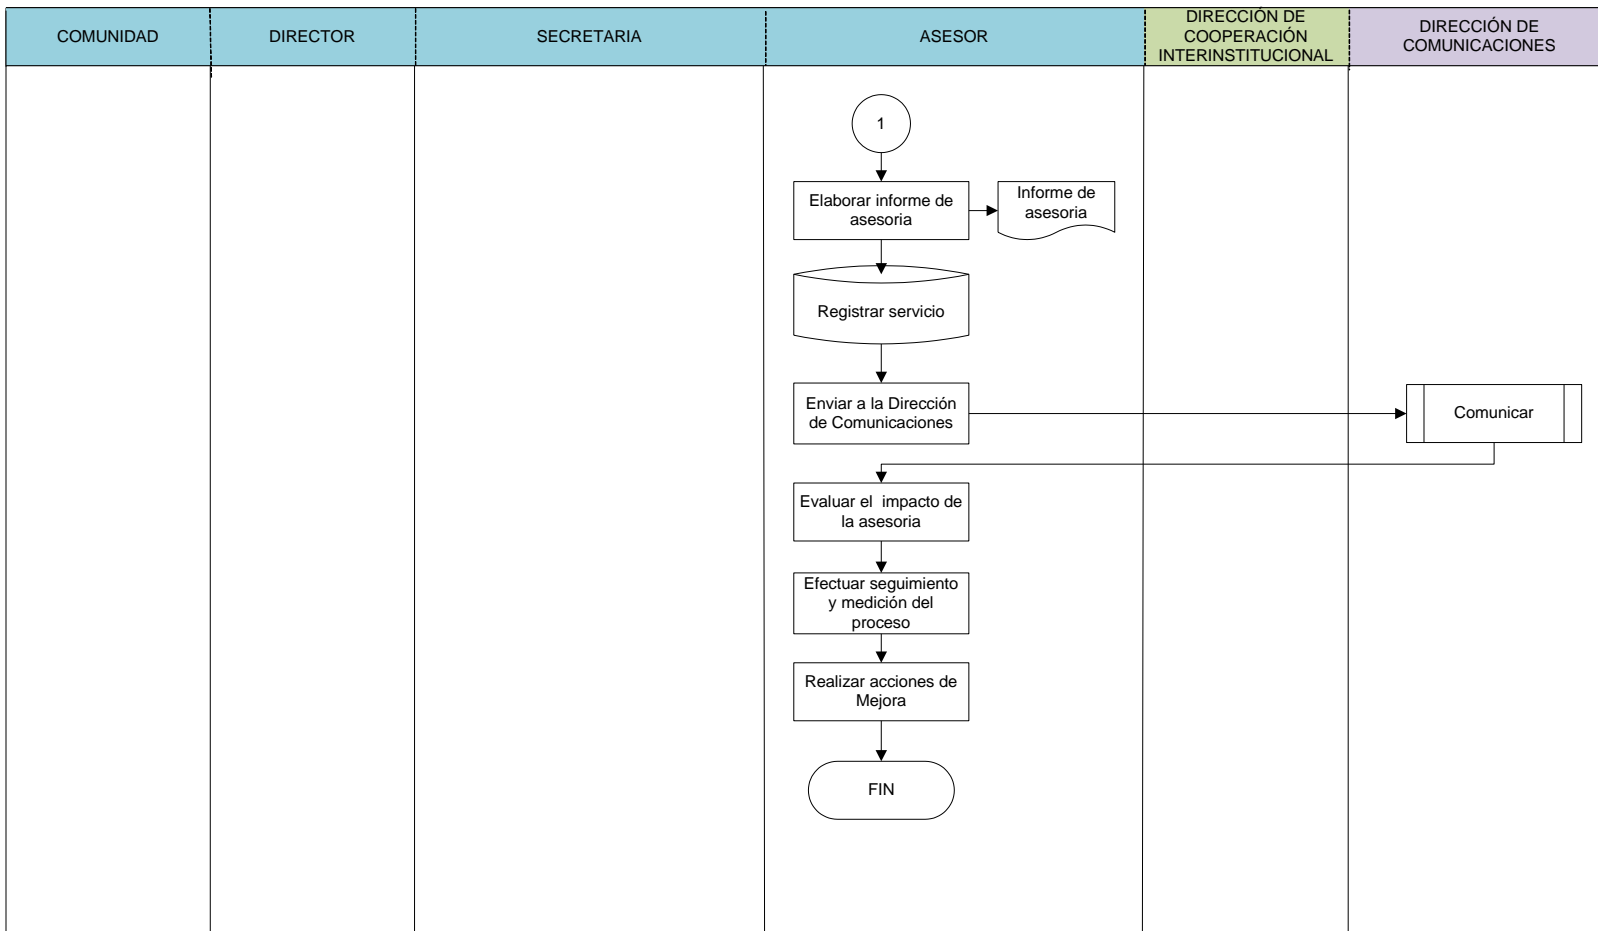 COMUNIDAD
DIRECTOR
SECRETARIA
ASESOR
DIRECCIÓN DE
COOPERACIÓN
INTERINSTITUCIONAL
DIRECCIÓN DE
COMUNICACIONES
1
Elaborar informe de
asesoria
Informe de
asesoria
Registrar servicio
Enviar a la Dirección
de Comunicaciones
Comunicar
Evaluar el  impacto de
la asesoria
Efectuar seguimiento
y medición del
proceso
Realizar acciones de
Mejora
FIN